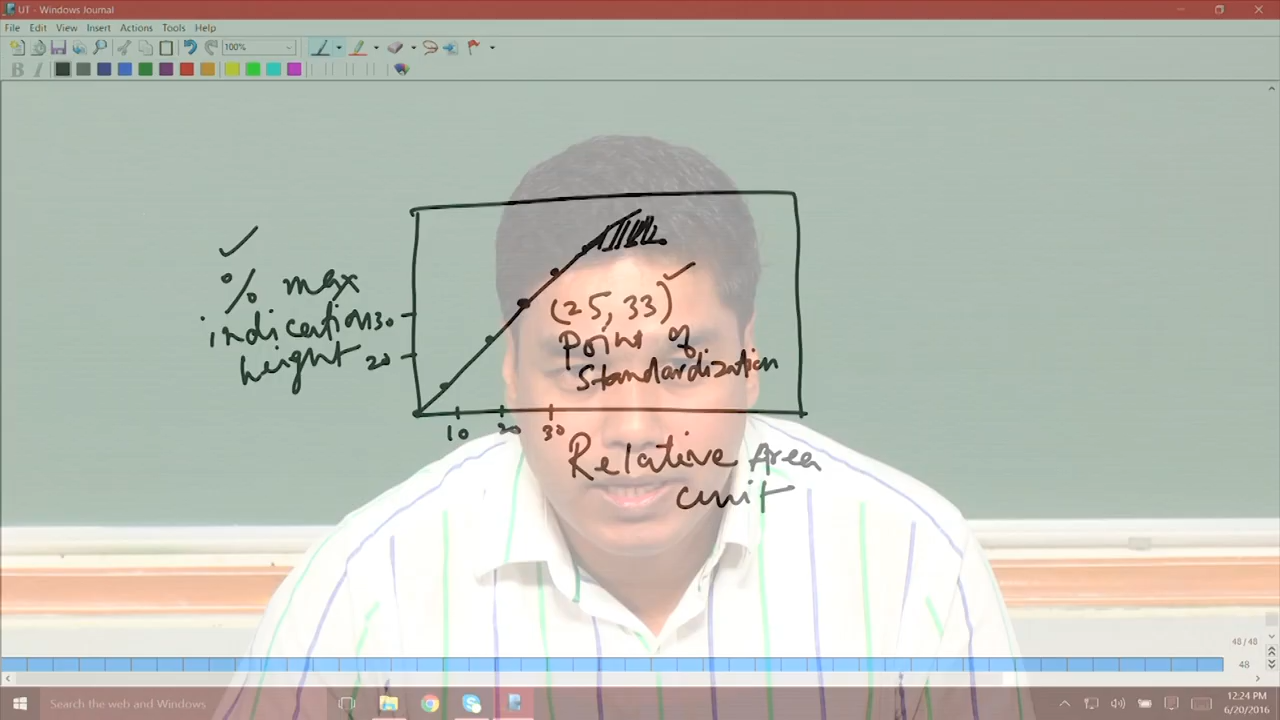 UT - Windows Journal
File Edit View Insert Actions Tools Help
100%
% max
indication
height
30
20
(25, 33)
Point of
Standardization
10 20 30
Relative Area
unit
48 / 48
48
Search the web and Windows
12:24 PM
6/20/2016